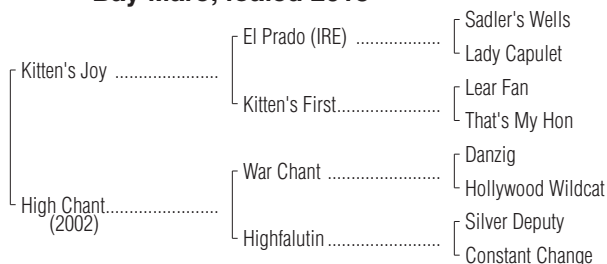 Bay Mare; foaled
Sadler's Wells
El Prado (IRE) ...................
Lady Capulet
Kitten's Joy .......................
Lear Fan
Kitten's First.....................
That's My Hon
Danzig
War Chant ........................
Hollywood Wildcat
High Chant.........................
(2002)
Silver Deputy
Highfalutin .......................
Constant Change